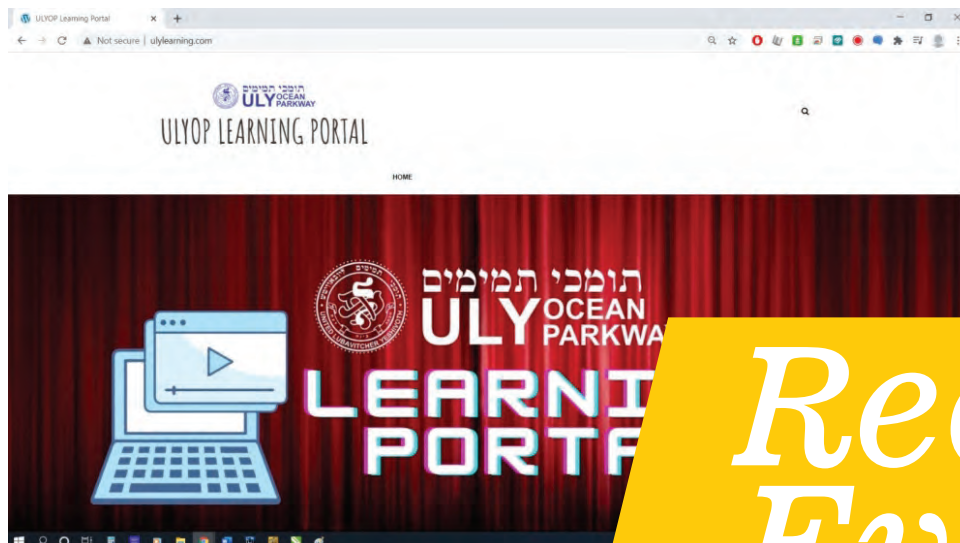 ULYOP Learning Portal
Not secure | ulylearning.com
תומכי תמימים
ULY OCEAN PARKWAY
ULYOP LEARNING PORTAL
HOME
תומכי תמימים
ULY OCEAN PARKWA
LEARNI
PORTA
Re